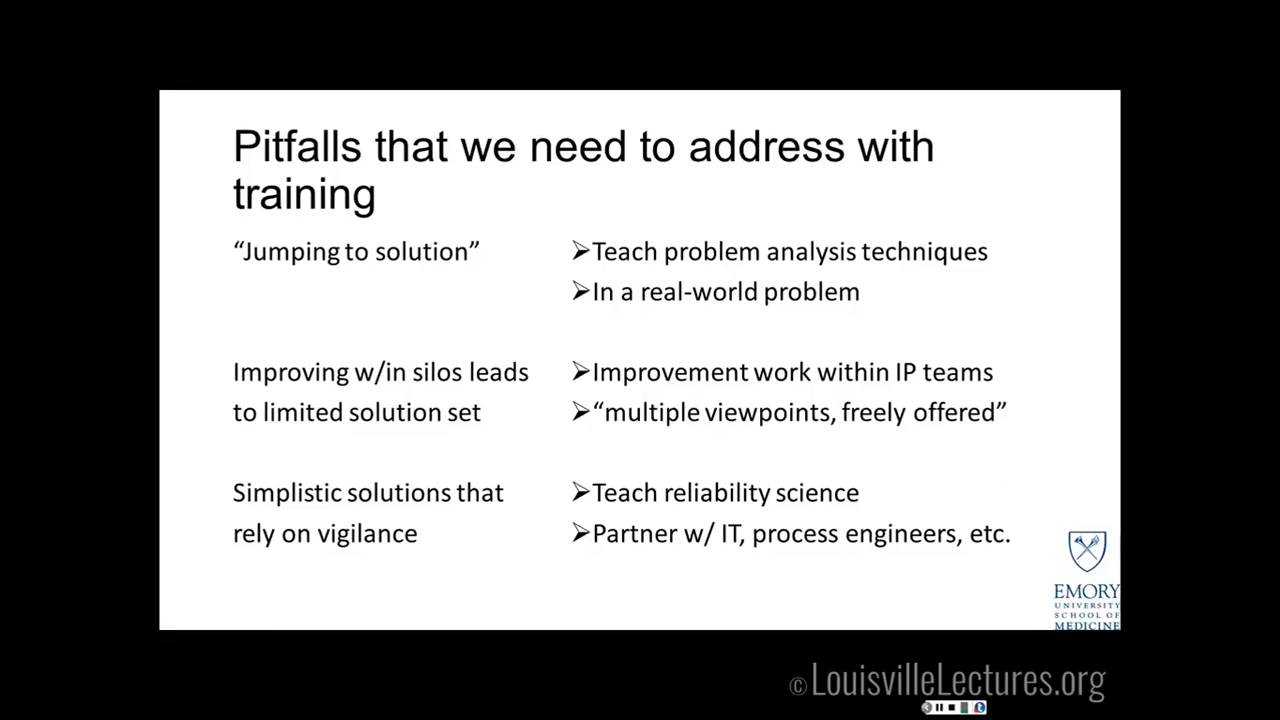 Pitfalls that we need to address with
training
“Jumping to solution”
➢Teach problem analysis techniques
➢In a real-world problem
Improving w/in silos leads
to limited solution set
➢Improvement work within IP teams
➢“multiple viewpoints, freely offered”
Simplistic solutions that
rely on vigilance
➢Teach reliability science
➢Partner w/ IT, process engineers, etc.
EMORY
UNIVERSITY
SCHOOL OF
MEDICINE
© LouisvilleLectures.org